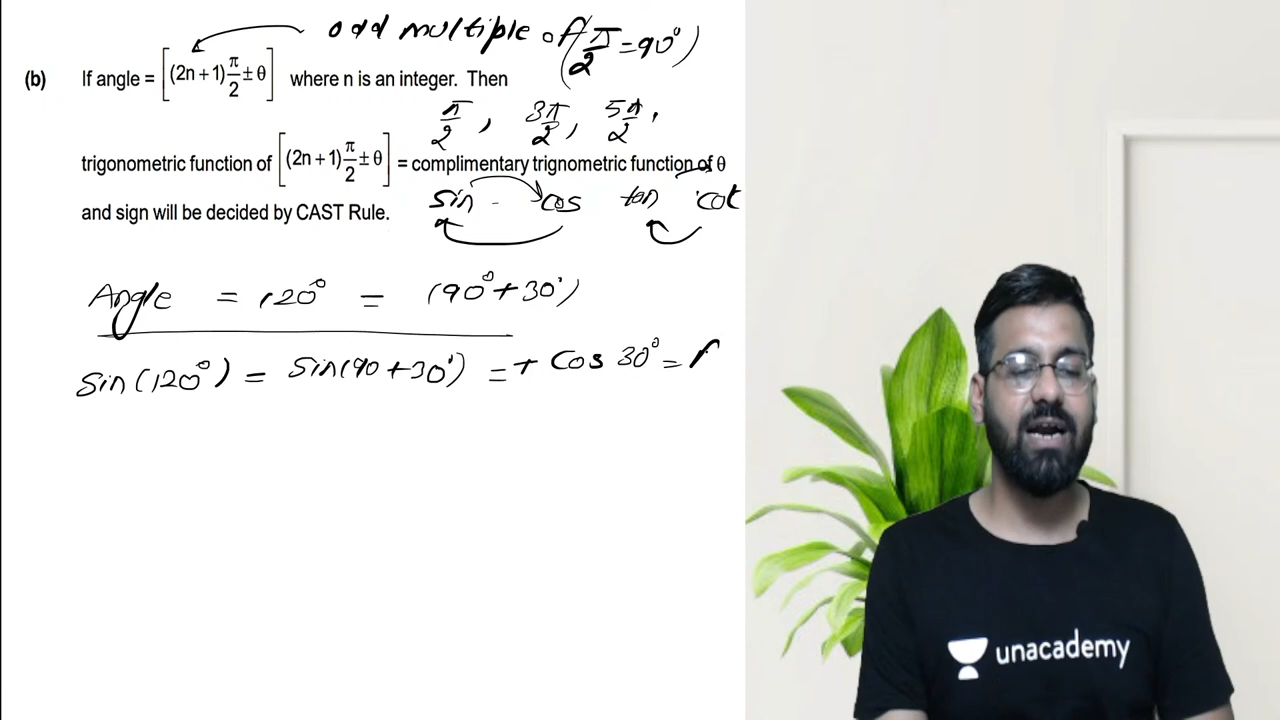 odd multiple of (π/2 = 90°)
(b) If angle = [(2n + 1) π/2 ± θ] where n is an integer. Then
π/2, 3π/2, 5π/2,
trigonometric function of [(2n + 1) π/2 ± θ] = complimentary trignometric function of θ
sin - cos tan cot
and sign will be decided by CAST Rule.
Angle = 120° = (90° + 30°)
Sin(120°) = Sin(90 + 30°) = + Cos 30° =
unacademy